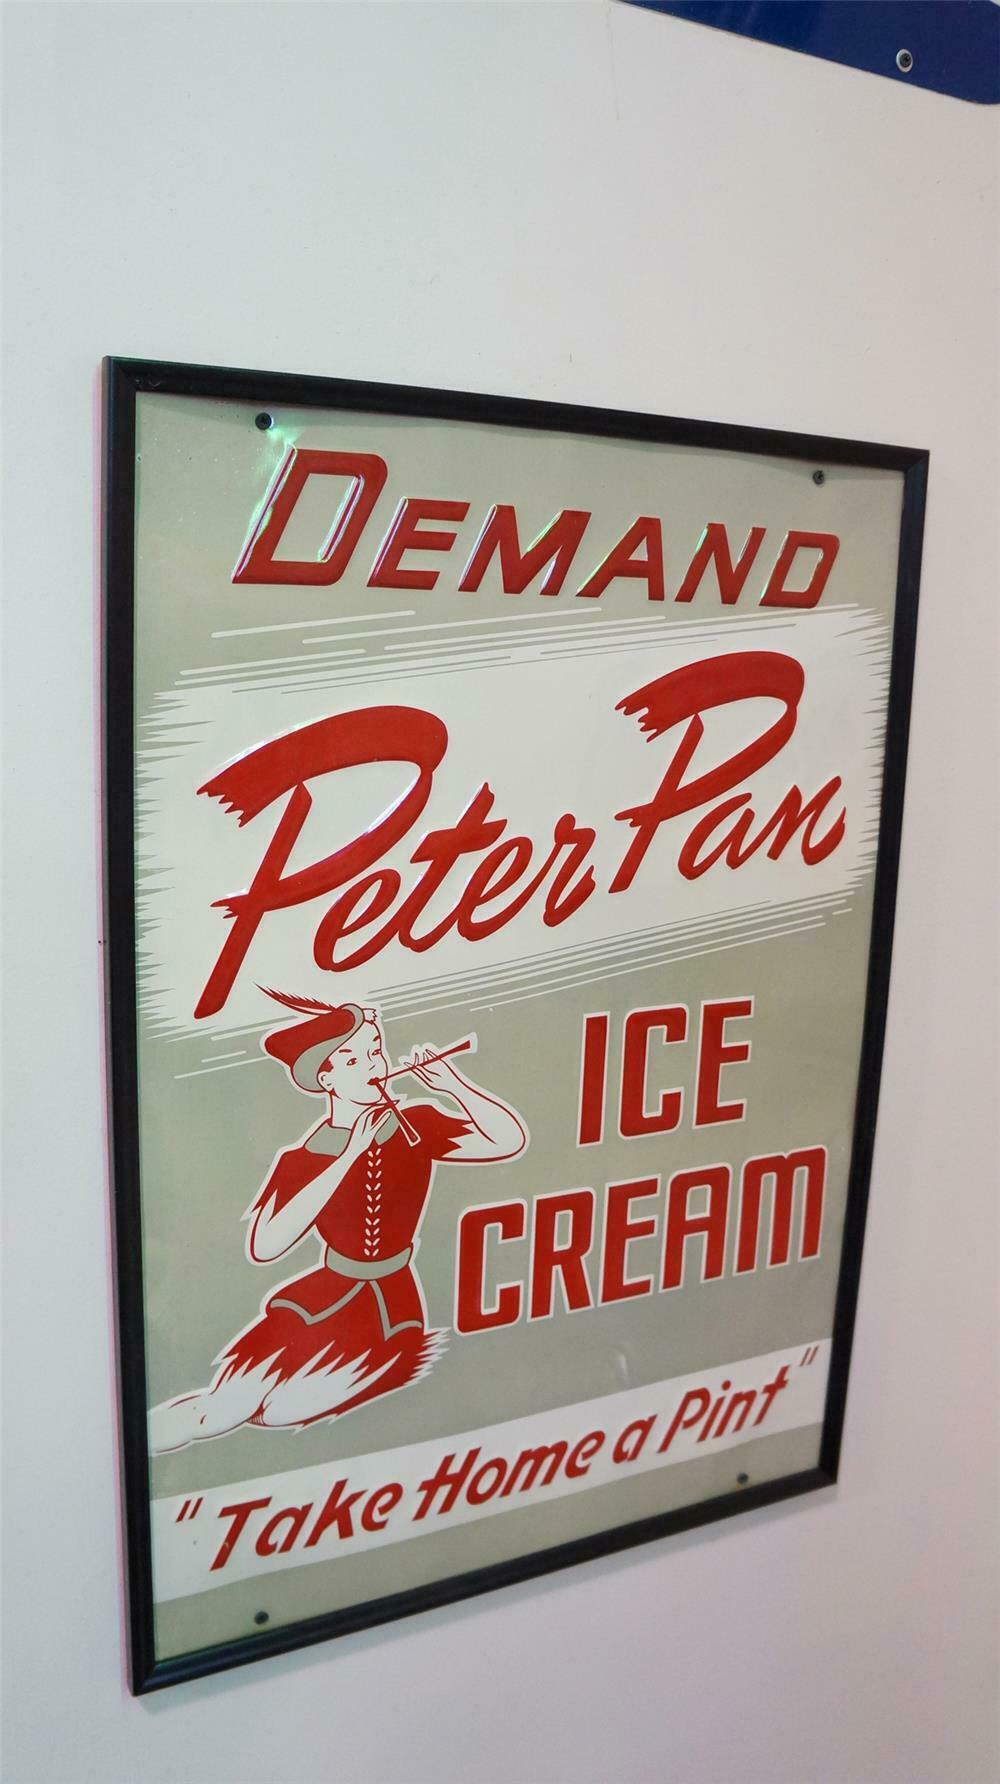 DEMAND
Peter Pan
ICE
CREAM
"Take Home a Pint"